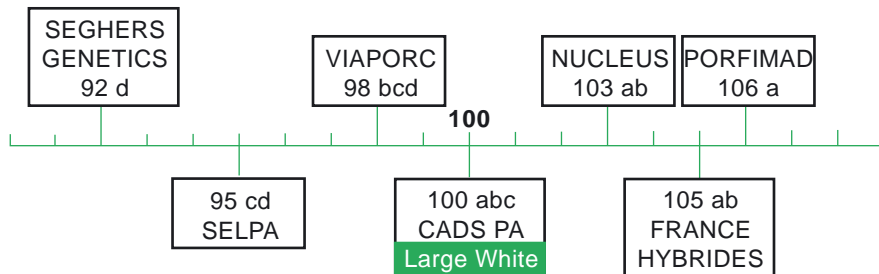 SEGHERS
GENETICS
92 d
VIAPORC
98 bcd
NUCLEUS
103 ab
PORFIMAD
106 a
100
95 cd
SELPA
100 abc
CADS PA
Large White
105 ab
FRANCE
HYBRIDES